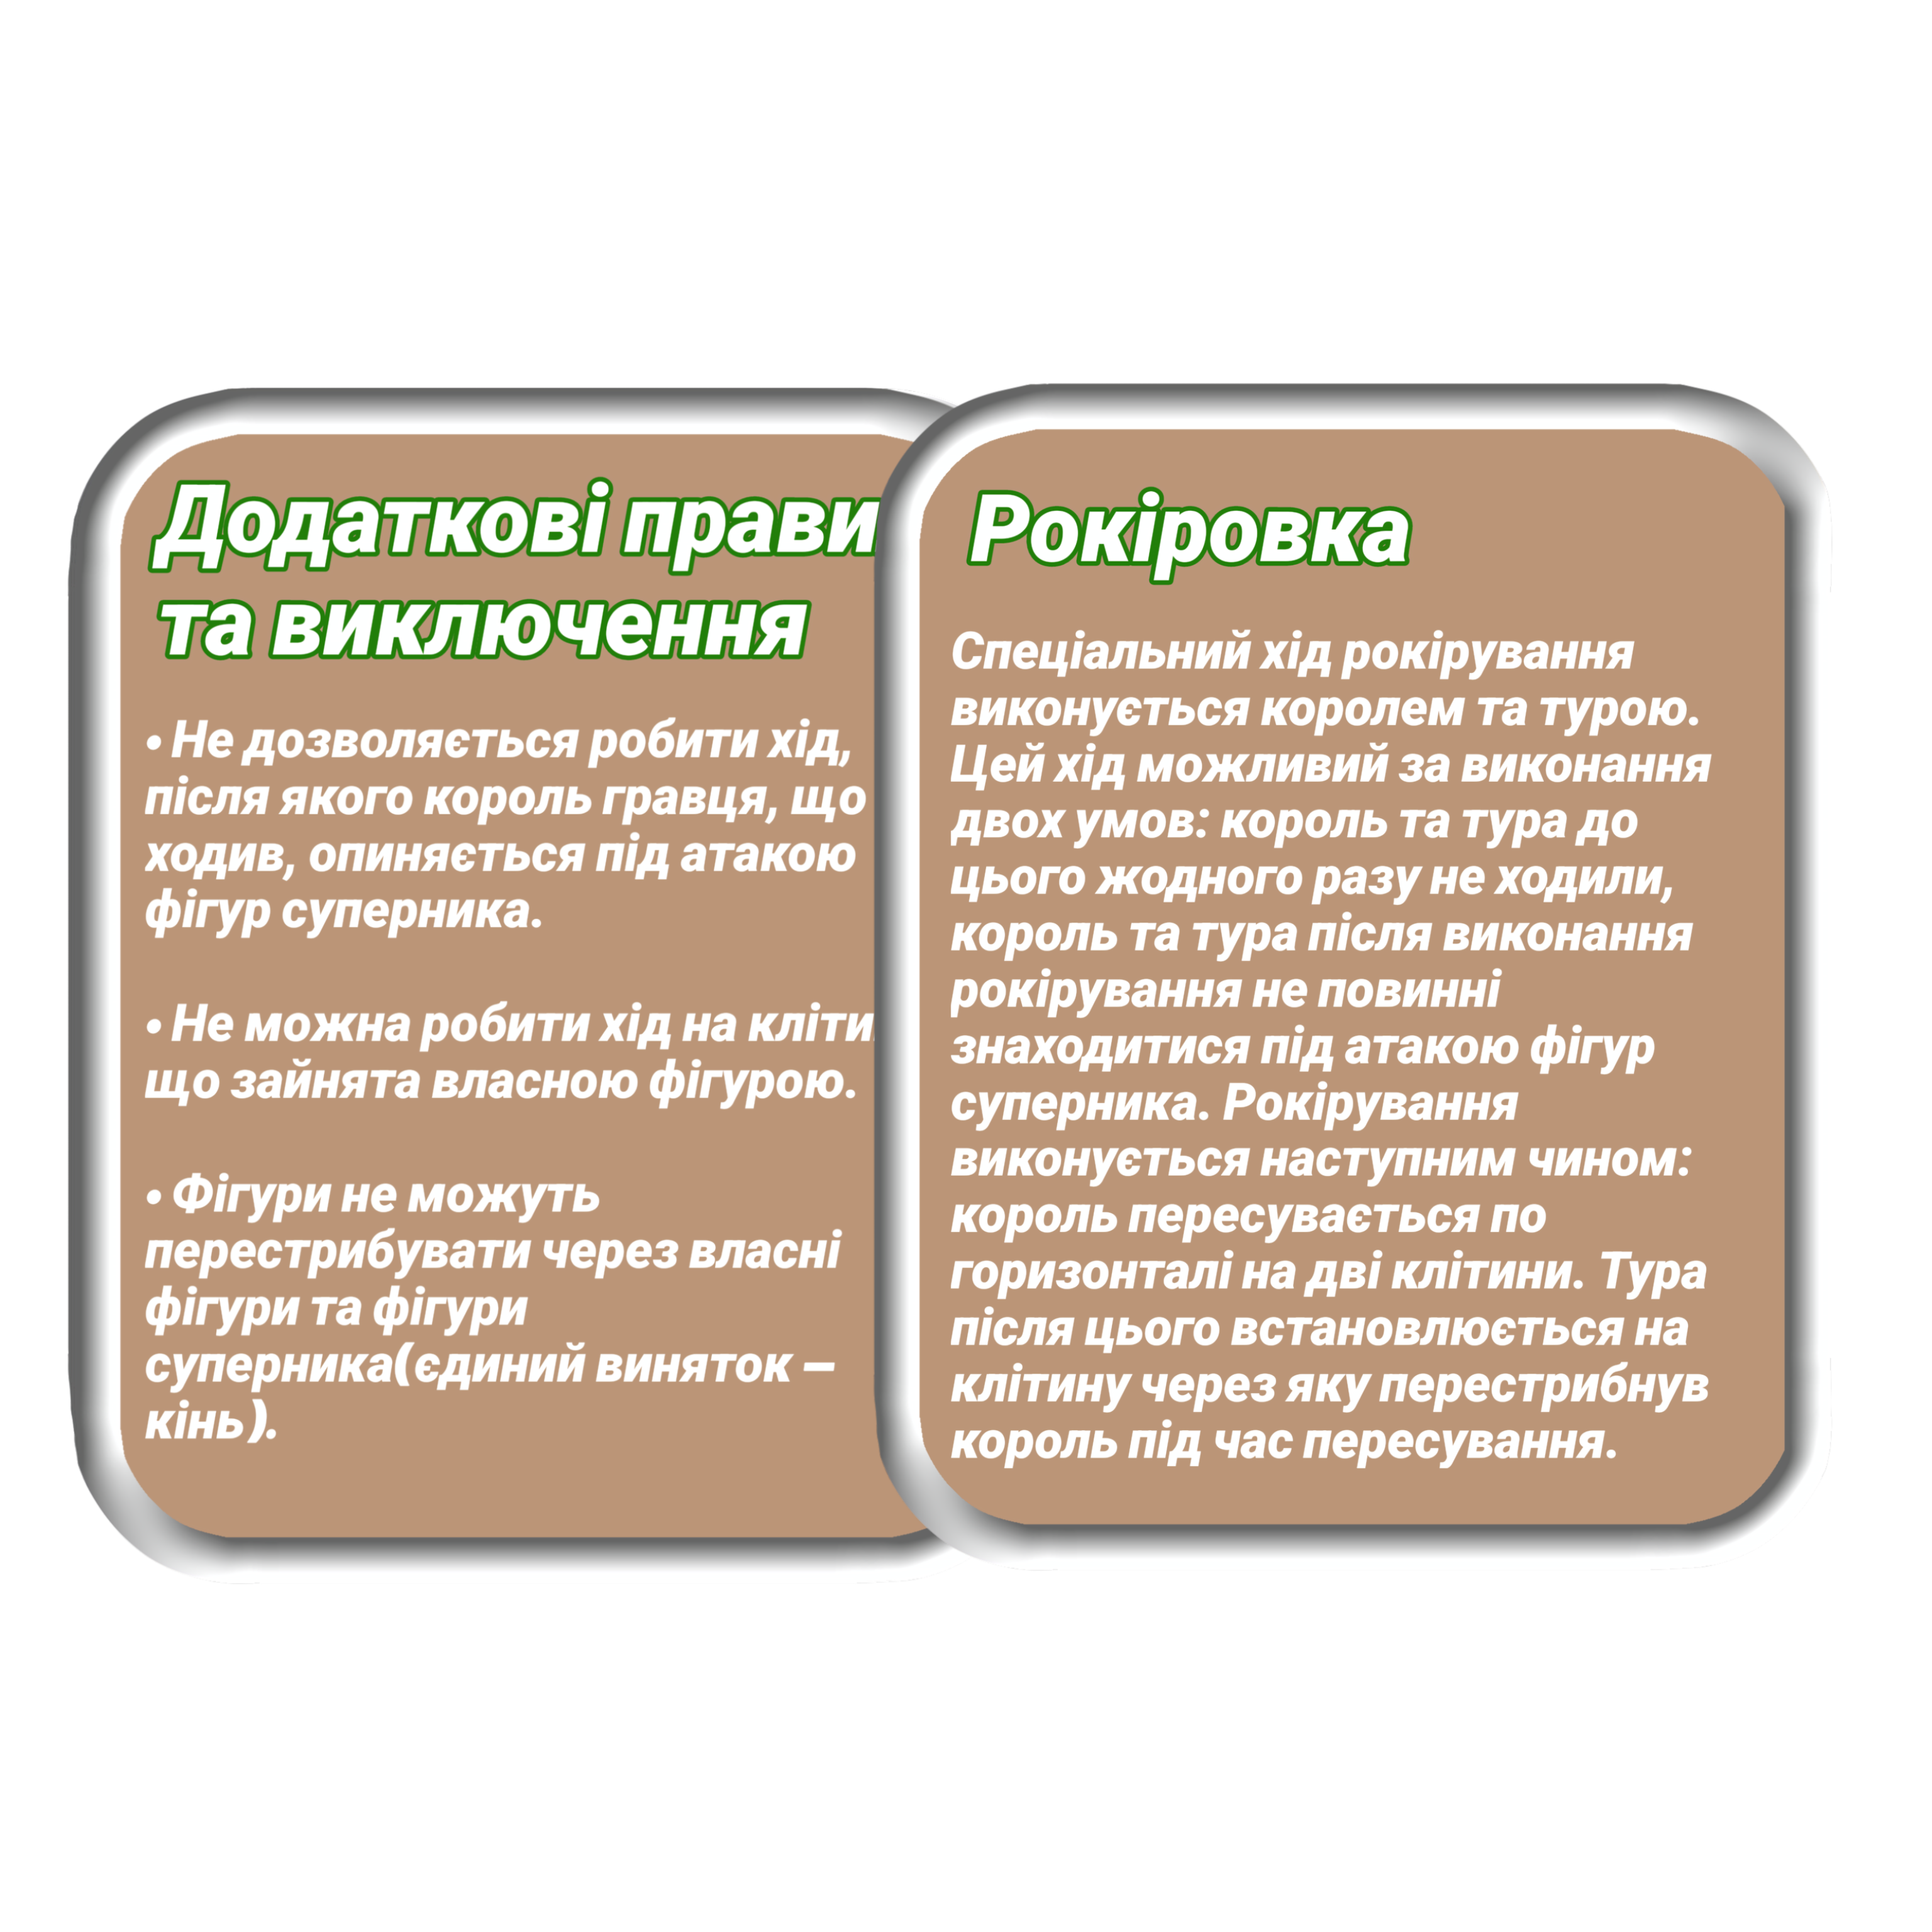 Додаткові
та виключення
• Не дозволяється робити хід,
після якого король гравця, що
ходив, опиняється під атакою
фігур суперника.
• Не можна робити хід на
що зайнята власною фігурою.
• Фігури не можуть
перестрибувати через власні
фігури та фігури
суперника(єдиний виняток –
кінь).
Рокіровка
Спеціальний хід рокірування
виконується королем та турою.
Цей хід можливий за виконання
двох умов: король та тура до
цього жодного разу не ходили,
король та тура після виконання
рокірування не повинні
знаходитися під атакою фігур
суперника. Рокірування
виконується наступним чином:
король пересувається по
горизонталі на дві клітини. Тура
після цього встановлюється на
клітину через яку перестрибнув
король під час пересування.